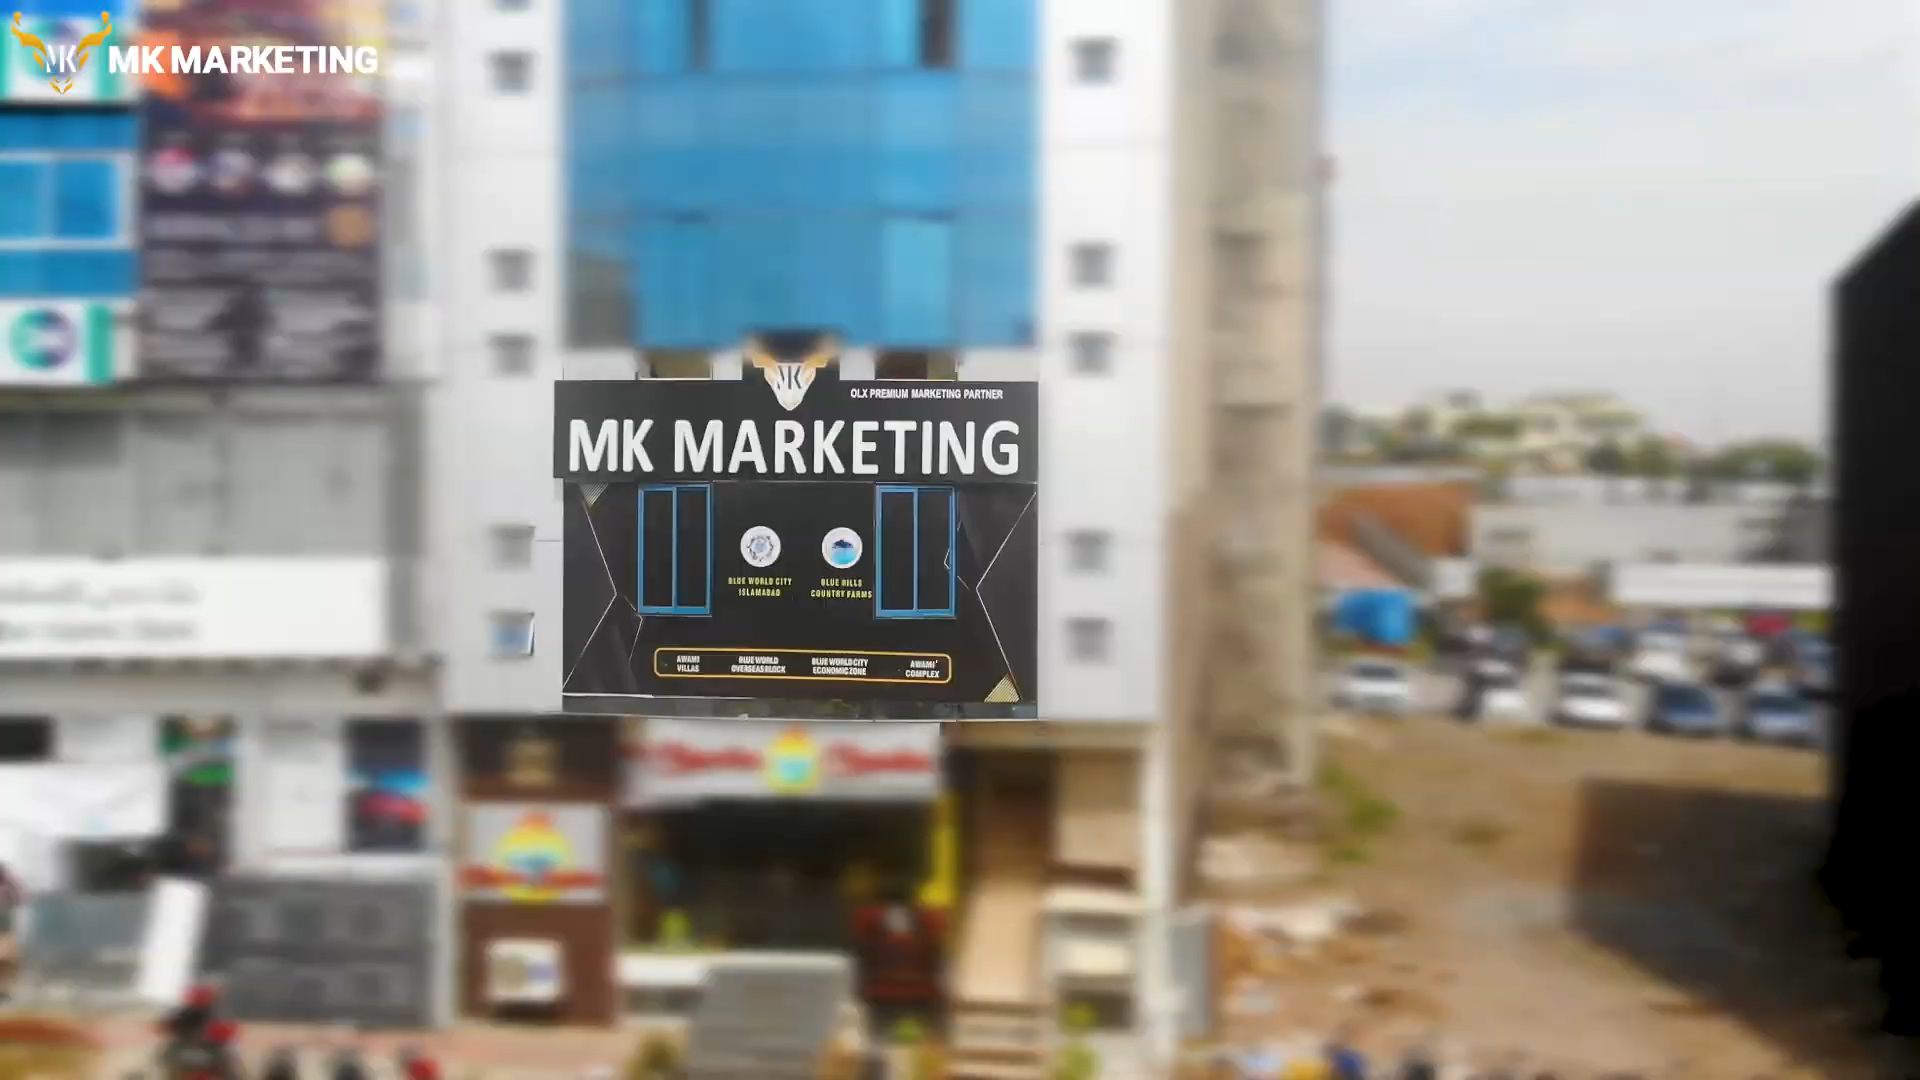 MK MARKETING
MK
OLX PREMIUM MARKETING PARTNER
MK MARKETING
BLUE WORLD CITY
ISLAMABAD
BLUE HILLS
COUNTRY FARMS
AWAMI
VILLAS
BLUE WORLD
OVERSEAS BLOCK
BLUE WORLD CITY
ECONOMIC ZONE
AWAMI
COMPLEX